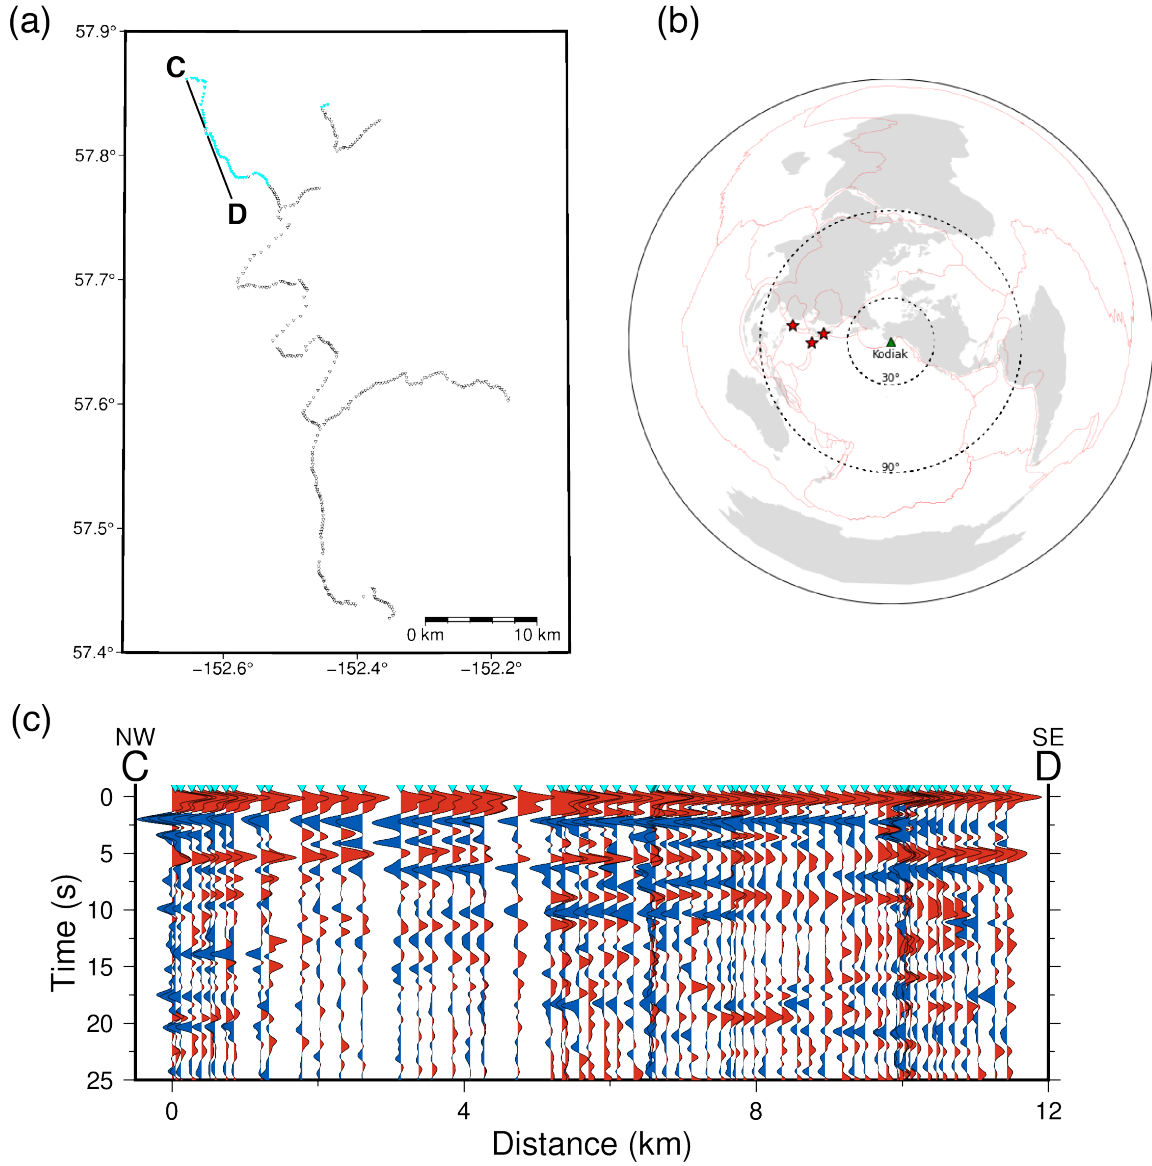 (a)
57.9°
57.8°
57.7°
57.6°
57.5°
57.4°
C
D
0 km
10 km
−152.6°
−152.4°
−152.2°
(b)
Kodiak
30°
90°
(c)
NW
SE
C
D
0
5
10
15
20
25
Time (s)
0
4
8
12
Distance (km)